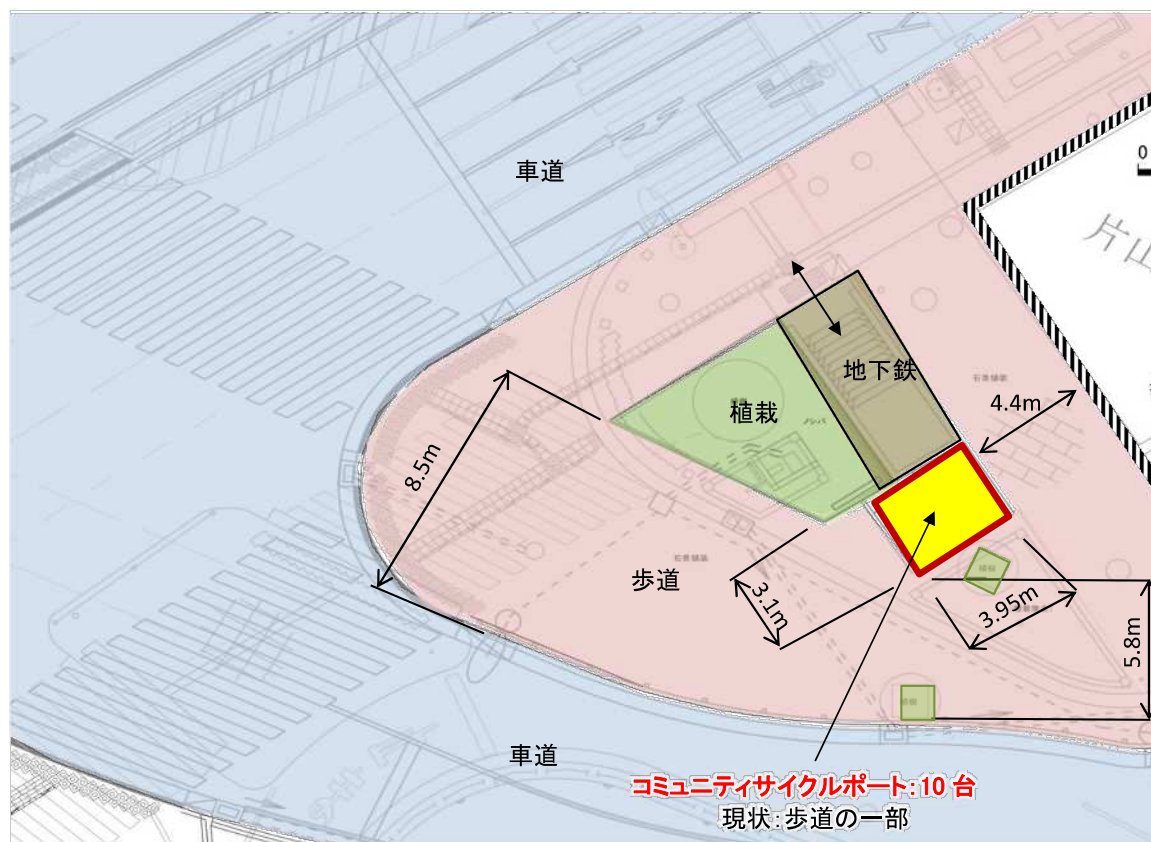 車道
0
片山
地下鉄
植栽
4.4m
8.5m
歩道
3.1m
3.95m
5.8m
車道
コミュニティサイクルポート:10台
現状:歩道の一部